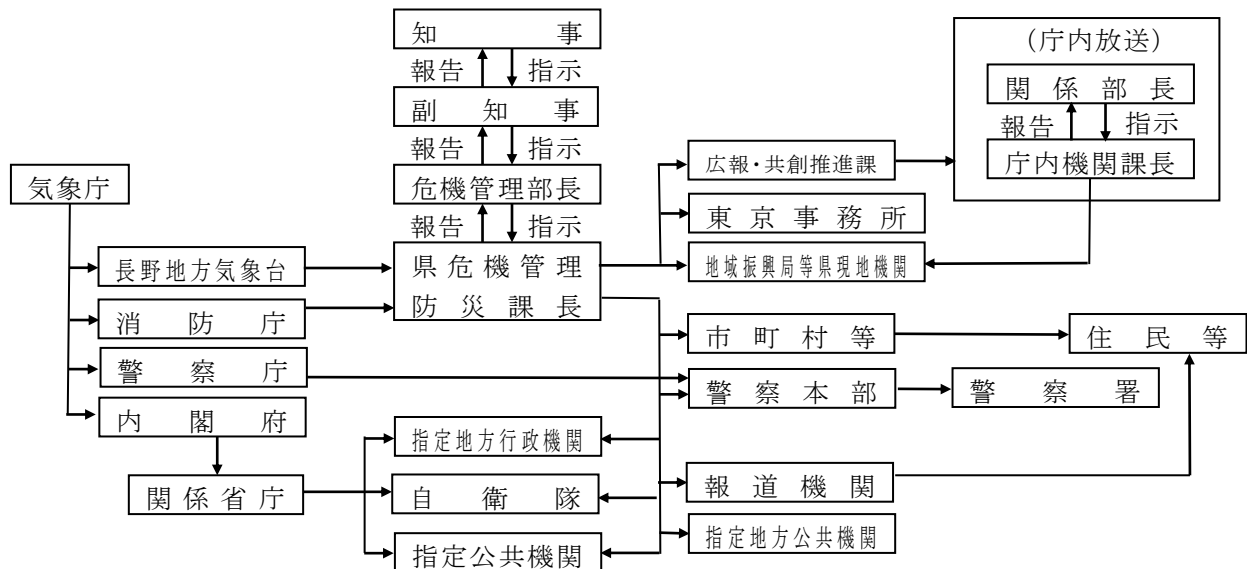 知事
報告 指示
副知事
報告 指示
危機管理部長
報告 指示
県危機管理
防災課長
気象庁
長野地方気象台
消防庁
警察庁
内閣府
関係省庁
指定地方行政機関
自衛隊
指定公共機関
広報・共創推進課
東京事務所
地域振興局等県現地機関
(庁内放送)
関係部長
報告 指示
庁内機関課長
市町村等
住民等
警察本部
警察署
報道機関
指定地方公共機関